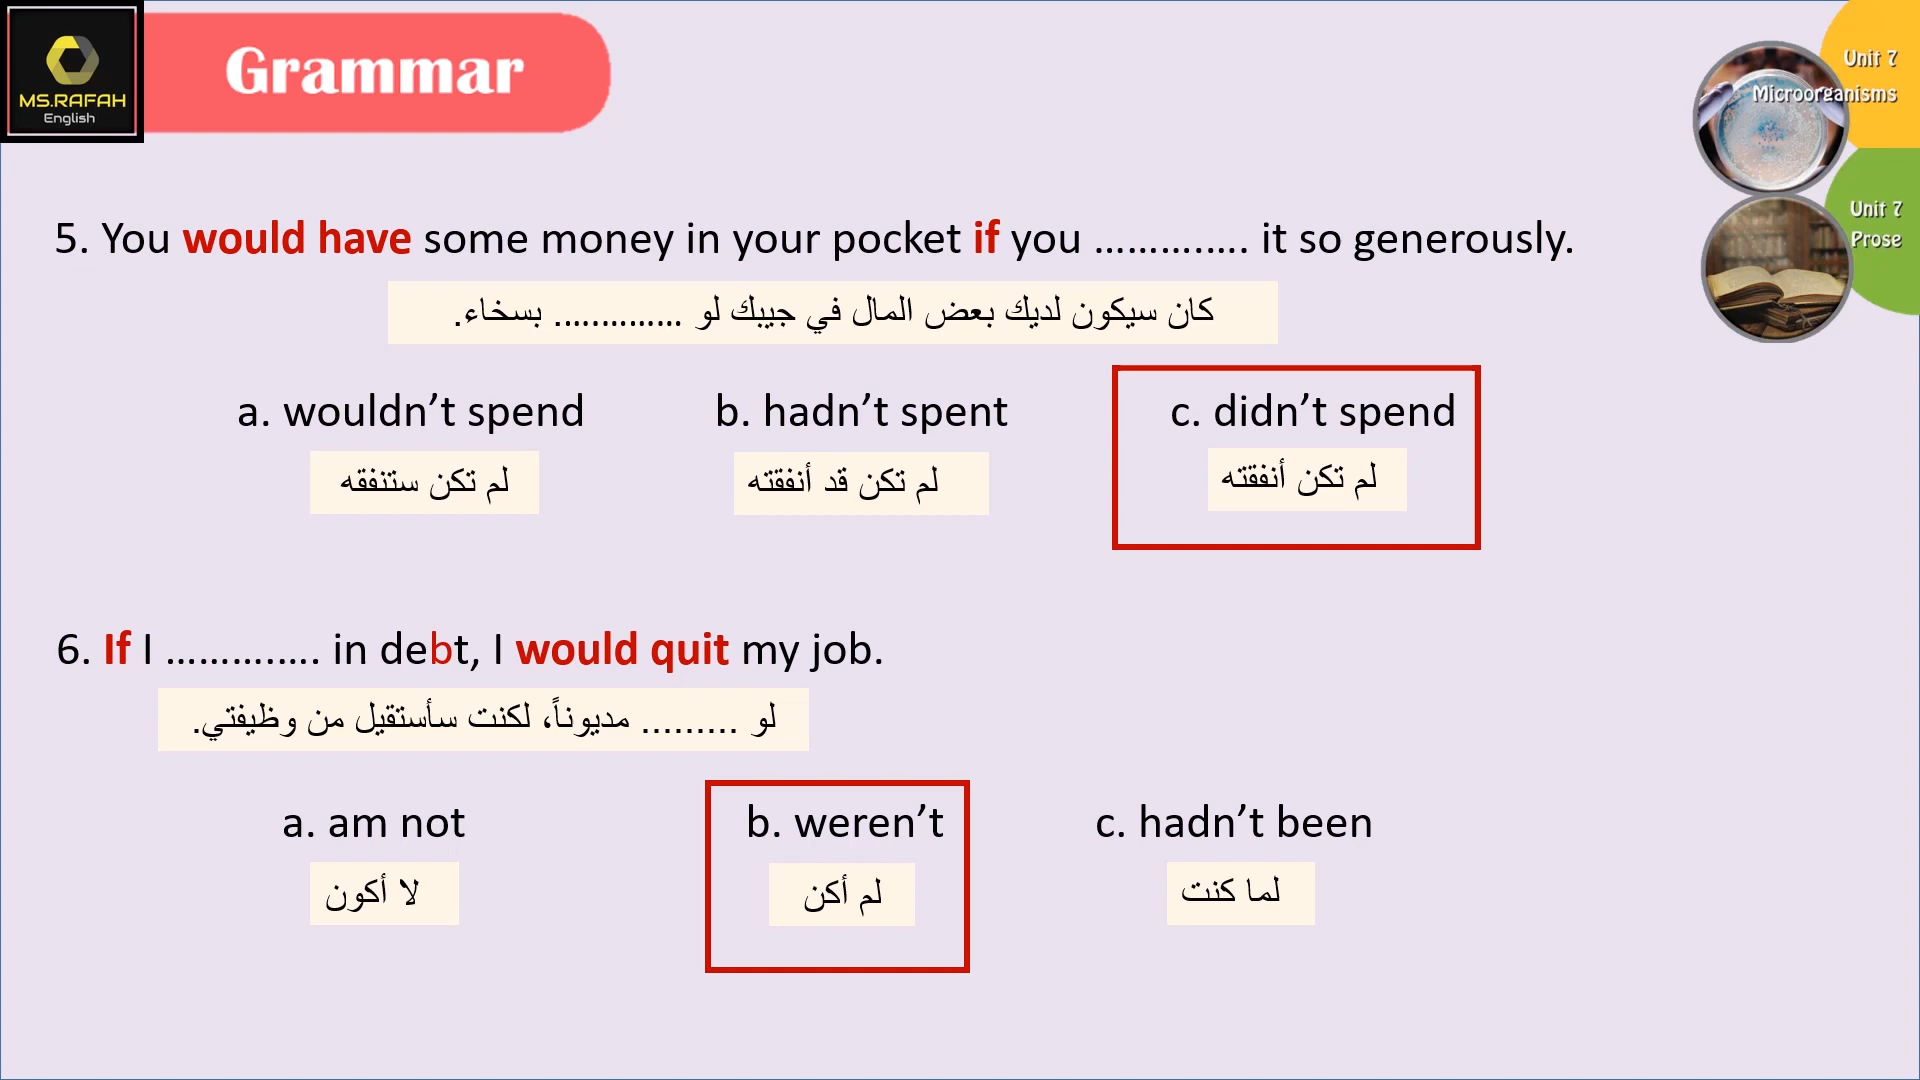 MS.RAFAH
English
Grammar
Unit 7
Microorganisms
Unit 7
Prose
5. You would have some money in your pocket if you ………….…. it so generously.
كان سيكون لديك بعض المال في جيبك لو .............. بسخاء.
a. wouldn’t spend b. hadn’t spent c. didn’t spend
لم تكن ستنفقه لم تكن قد أنفقته لم تكن أنفقته
6. If I ………….…. in debt, I would quit my job.
لو ......... مديوناً، لكنت سأستقيل من وظيفتي.
a. am not b. weren’t c. hadn’t been
لا أكون لم أكن لما كنت